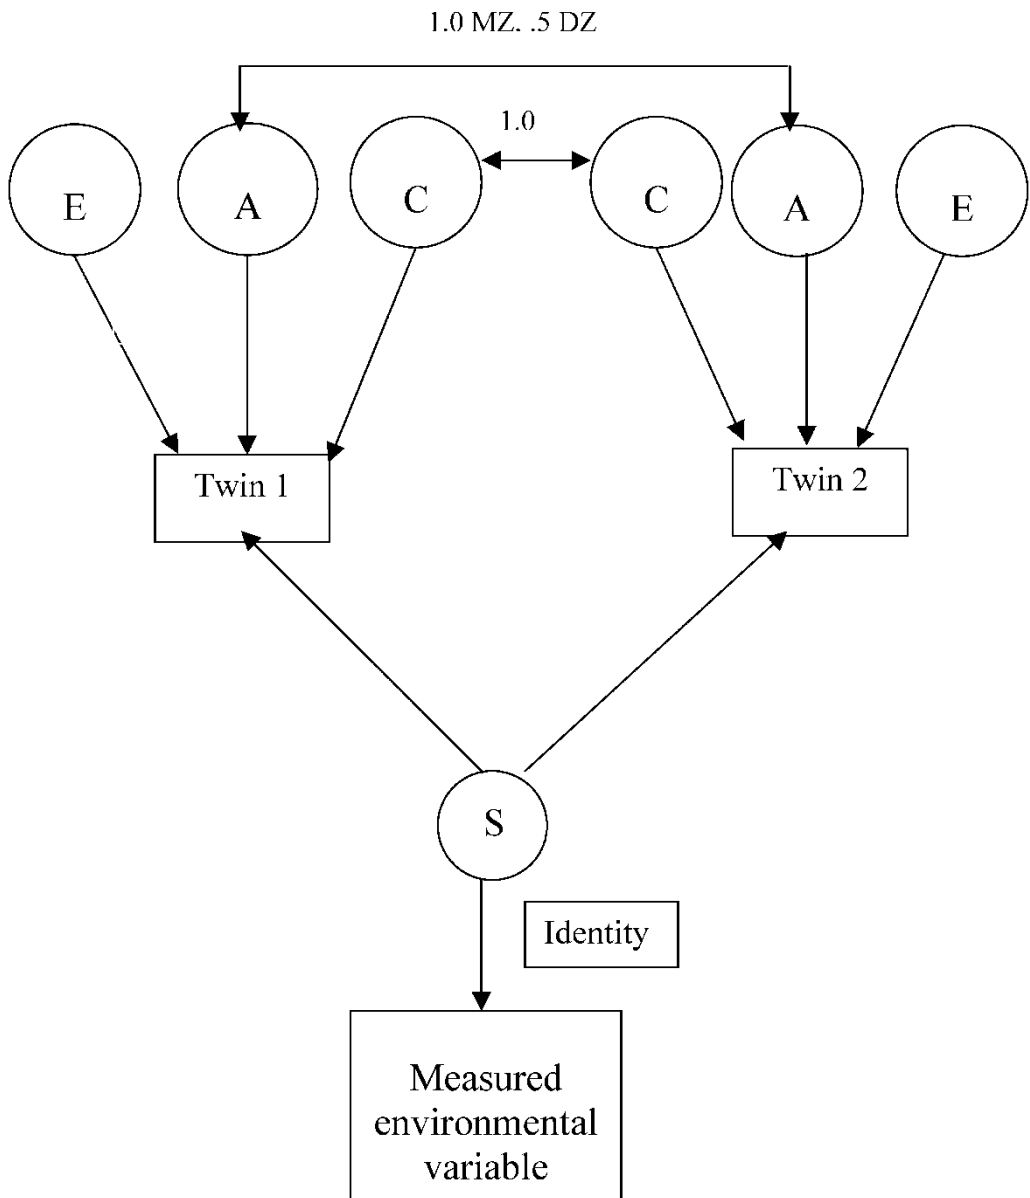 1.0 MZ, .5 DZ
1.0
E
A
C
C
A
E
Twin 1
Twin 2
S
Identity
Measured
environmental
variable